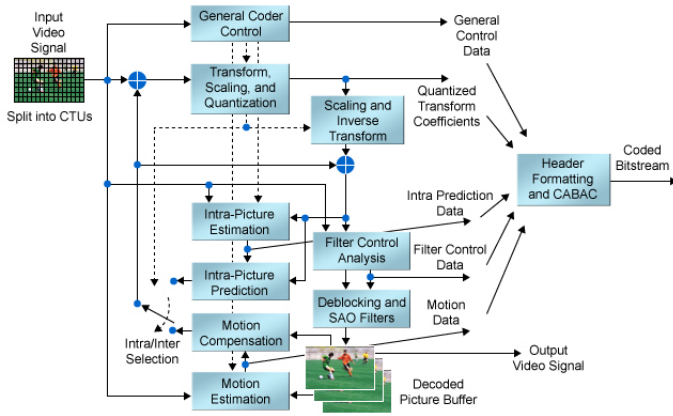 Input
Video
Signal
Split into CTUs
General Coder
Control
Transform,
Scaling, and
Quantization
Scaling and
Inverse
Transform
General
Control
Data
Quantized
Transform
Coefficients
Header
Formatting
and CABAC
Coded
Bitstream
Intra-Picture
Estimation
Intra Prediction
Data
Filter Control
Analysis
Filter Control
Data
Intra-Picture
Prediction
Deblocking and
SAO Filters
Motion
Data
Motion
Compensation
Intra/Inter
Selection
Output
Video Signal
Motion
Estimation
Decoded
Picture Buffer